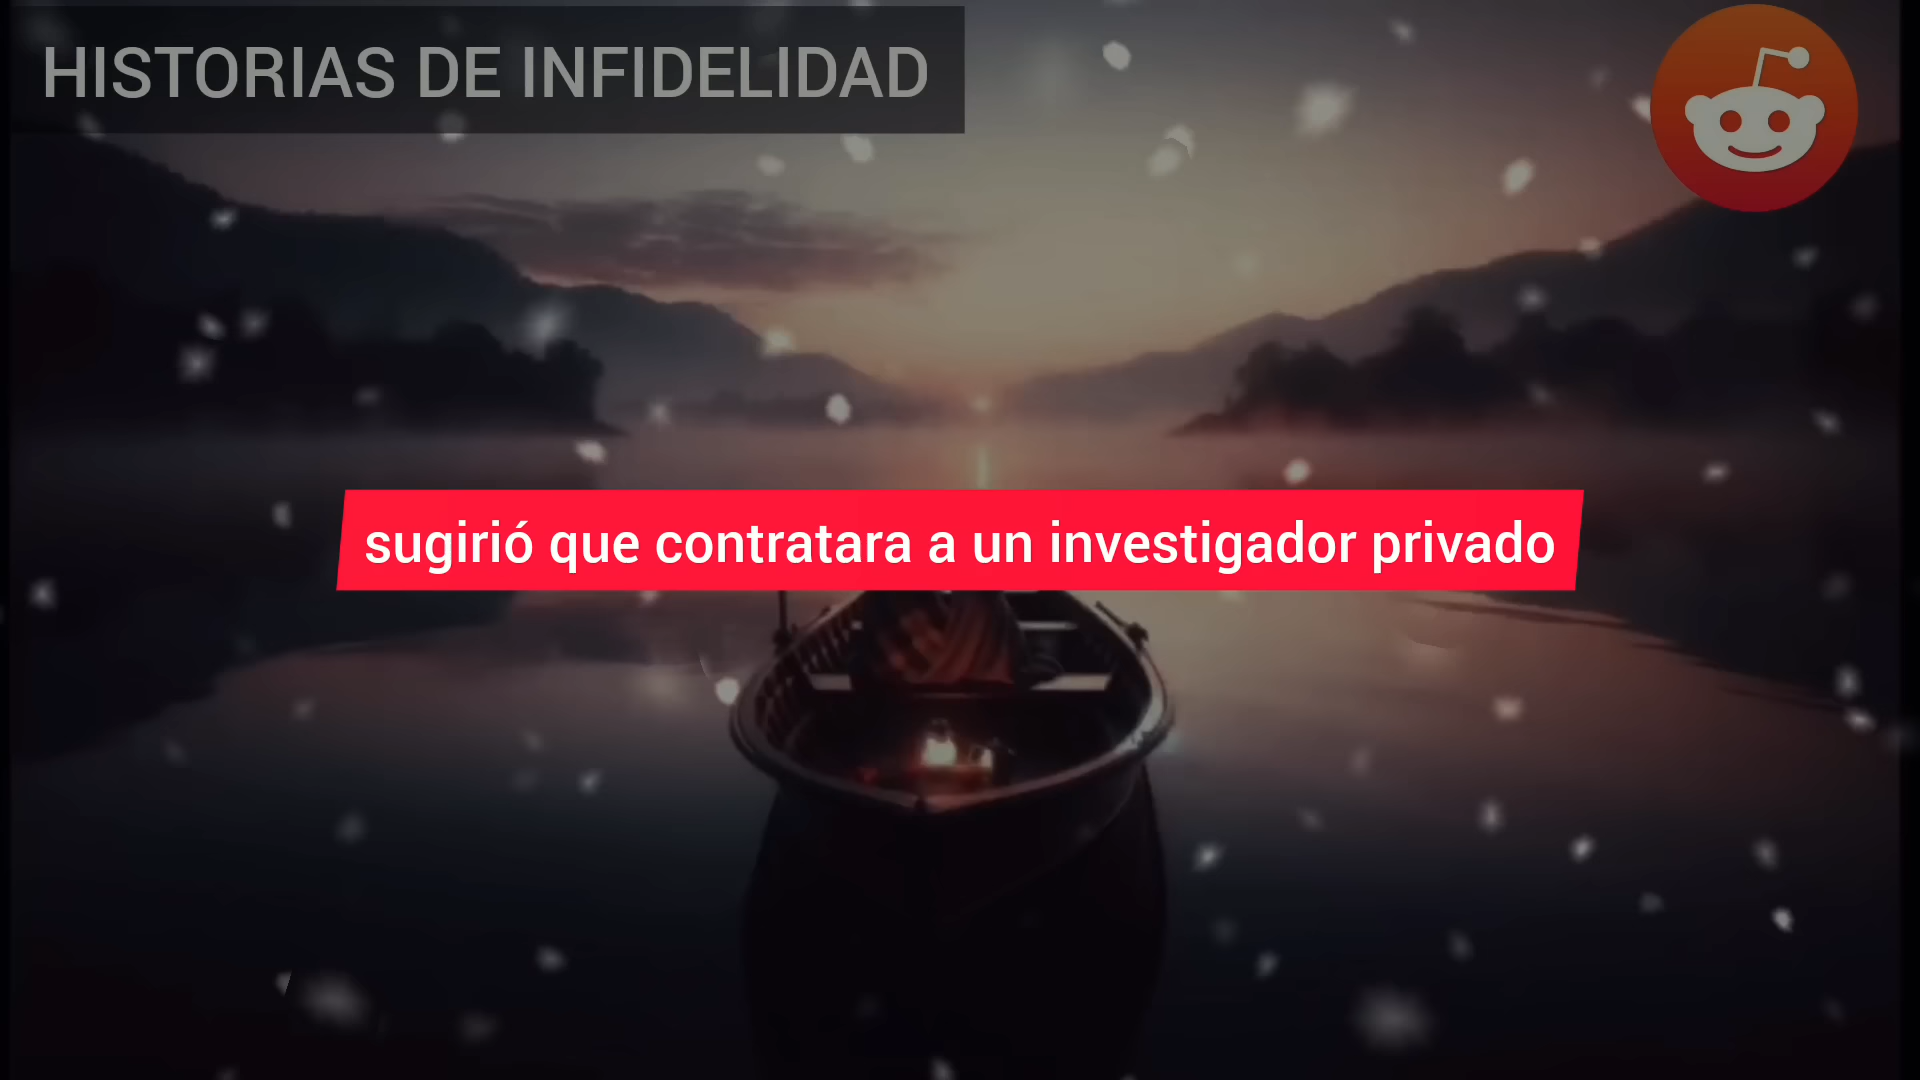 HISTORIAS DE INFIDELIDAD
sugirió que contratara a un investigador privado